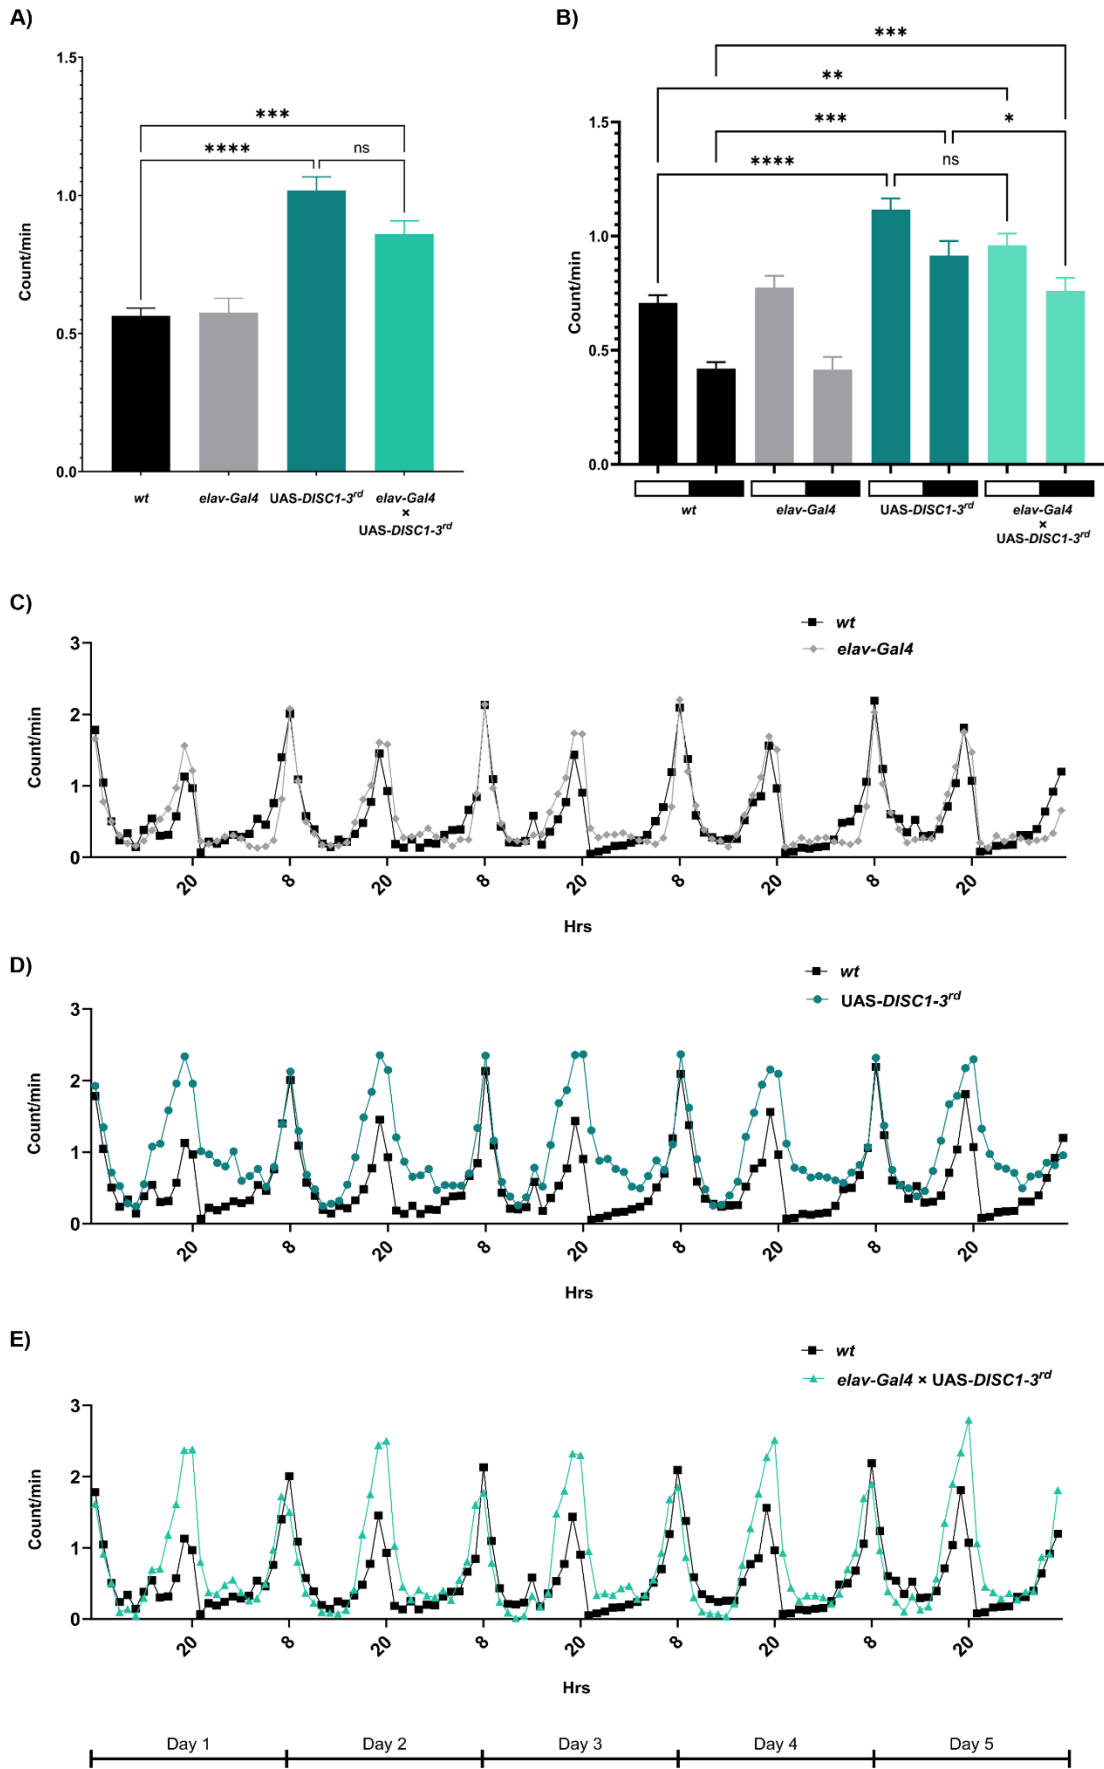 A)
B)
1.5
1.0
0.5
0.0
Count/min
***
****
ns
wt
elav-Gal4
UAS-DISC1-3rd
elav-Gal4
×
UAS-DISC1-3rd
1.5
1.0
0.5
0.0
Count/min
***
**
***
*
****
ns
wt
elav-Gal4
UAS-DISC1-3rd
elav-Gal4
×
UAS-DISC1-3rd
C)
wt
elav-Gal4
3
2
1
0
Count/min
20
8
20
8
20
8
20
8
20
Hrs
D)
wt
UAS-DISC1-3rd
3
2
1
0
Count/min
20
8
20
8
20
8
20
8
20
Hrs
E)
wt
elav-Gal4 × UAS-DISC1-3rd
3
2
1
0
Count/min
20
8
20
8
20
8
20
8
20
Hrs
Day 1
Day 2
Day 3
Day 4
Day 5